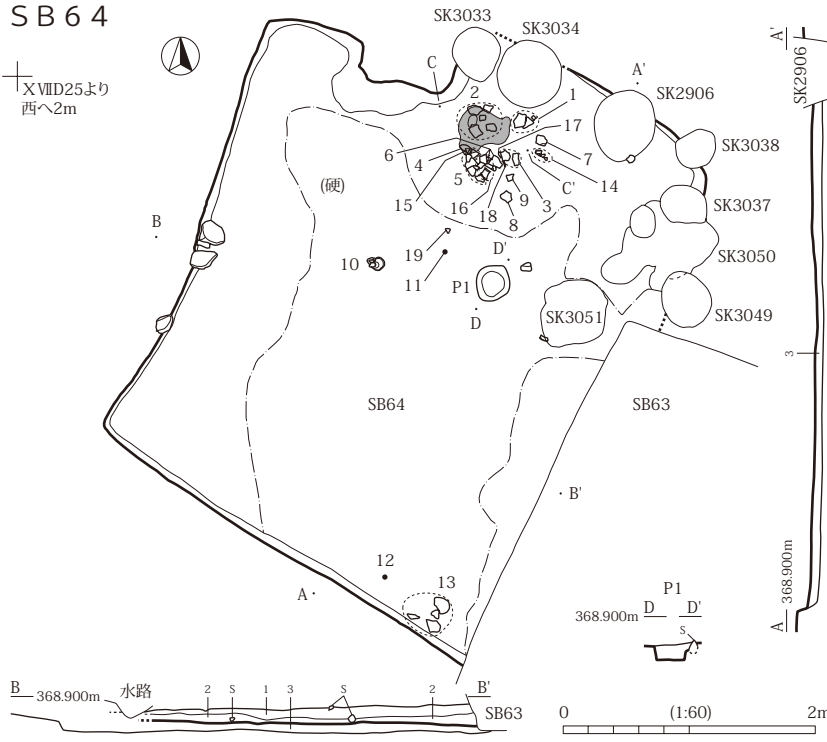 SB64
SK3033
SK3034
A'
SK2906
XⅦD25より
西へ2m
C
A'
SK2906
2
1
17
6
4
7
SK3038
15
5
16
18
9
8
3
C'
14
SK3037
B
19
D'
SK3050
10
11
P1
D
SK3051
SK3049
3
SB64
SB63
B'
12
13
A
P1
368.900m D D'
S
A 368.900m
B 368.900m 水路 2 S 1 3 S 2 B'
SB63
0 (1:60) 2m